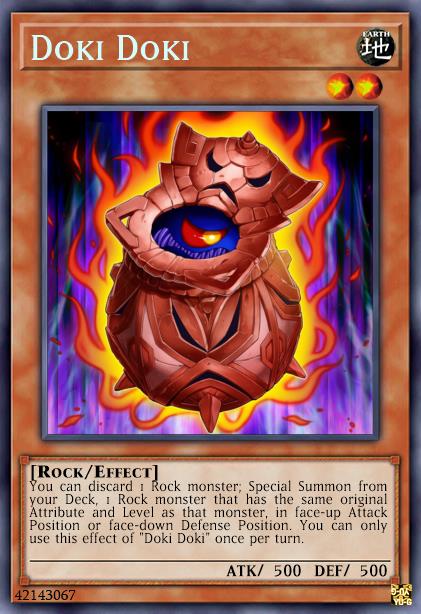 Doki Doki
EARTH
地
[Rock/Effect]
You can discard 1 Rock monster; Special Summon from
your Deck, 1 Rock monster that has the same original
Attribute and Level as that monster, in face-up Attack
Position or face-down Defense Position. You can only
use this effect of "Doki Doki" once per turn.
ATK/ 500 DEF/ 500
42143067